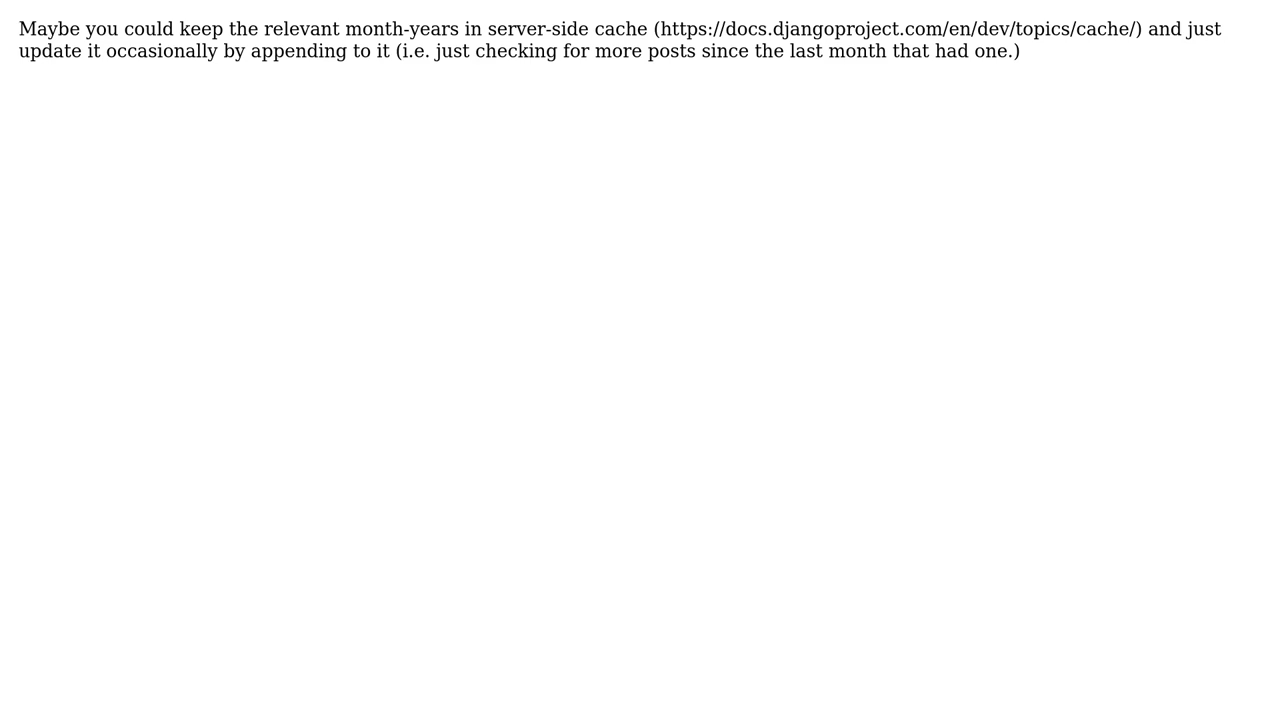 Maybe you could keep the relevant month-years in server-side cache (https://docs.djangoproject.com/en/dev/topics/cache/) and just
update it occasionally by appending to it (i.e. just checking for more posts since the last month that had one.)